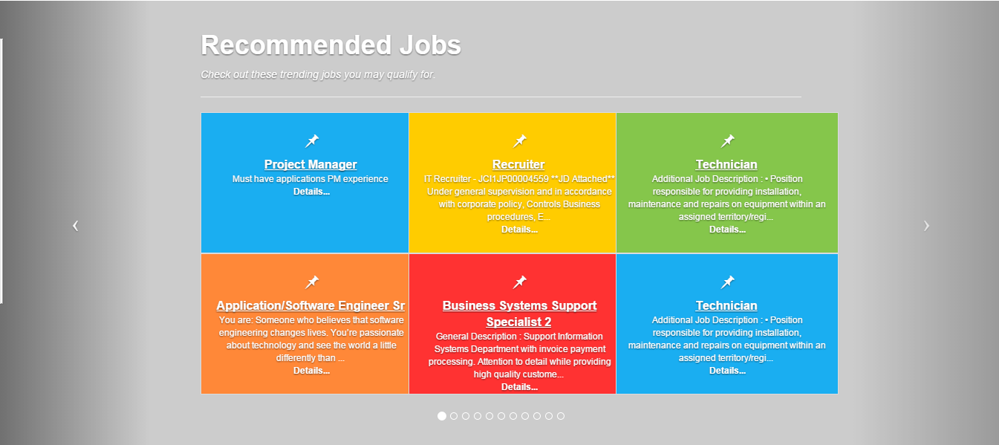 Recommended Jobs
Check out these trending jobs you may qualify for.
Project Manager
Must have applications PM experience
Details...
Recruiter
IT Recruiter - JCI1JP00004559 **JD Attached**
Under general supervision and in accordance
with corporate policy, Controls Business
procedures, E...
Details...
Technician
Additional Job Description : • Position
responsible for providing installation,
maintenance and repairs on equipment within an
assigned territory/regi...
Details...
Application/Software Engineer Sr
You are: Someone who believes that software
engineering changes lives. You're passionate
about technology and see the world a little
differently than ...
Details...
Business Systems Support
Specialist 2
General Description : Support Information
Systems Department with invoice payment
processing. Attention to detail while providing
high quality custome...
Details...
Technician
Additional Job Description : • Position
responsible for providing installation,
maintenance and repairs on equipment within an
assigned territory/regi...
Details...